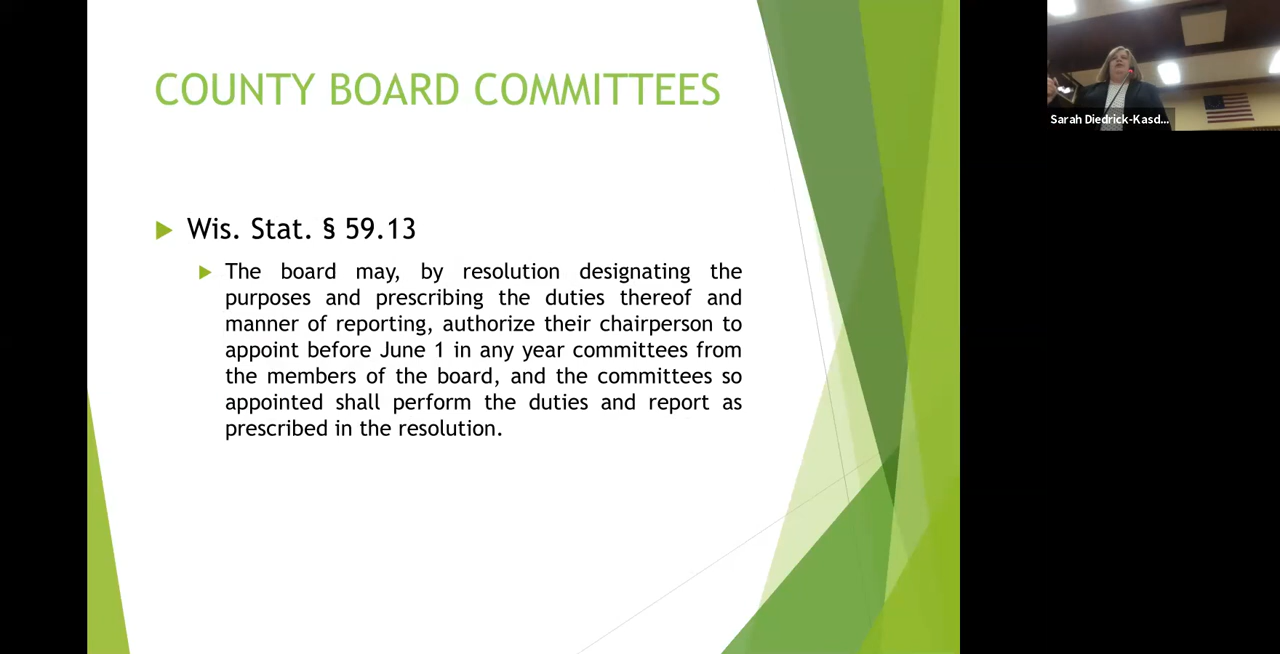 COUNTY BOARD COMMITTEES
Wis. Stat. § 59.13
The board may, by resolution designating the
purposes and prescribing the duties thereof and
manner of reporting, authorize their chairperson to
appoint before June 1 in any year committees from
the members of the board, and the committees so
appointed shall perform the duties and report as
prescribed in the resolution.
Sarah Diedrick-Kasd...